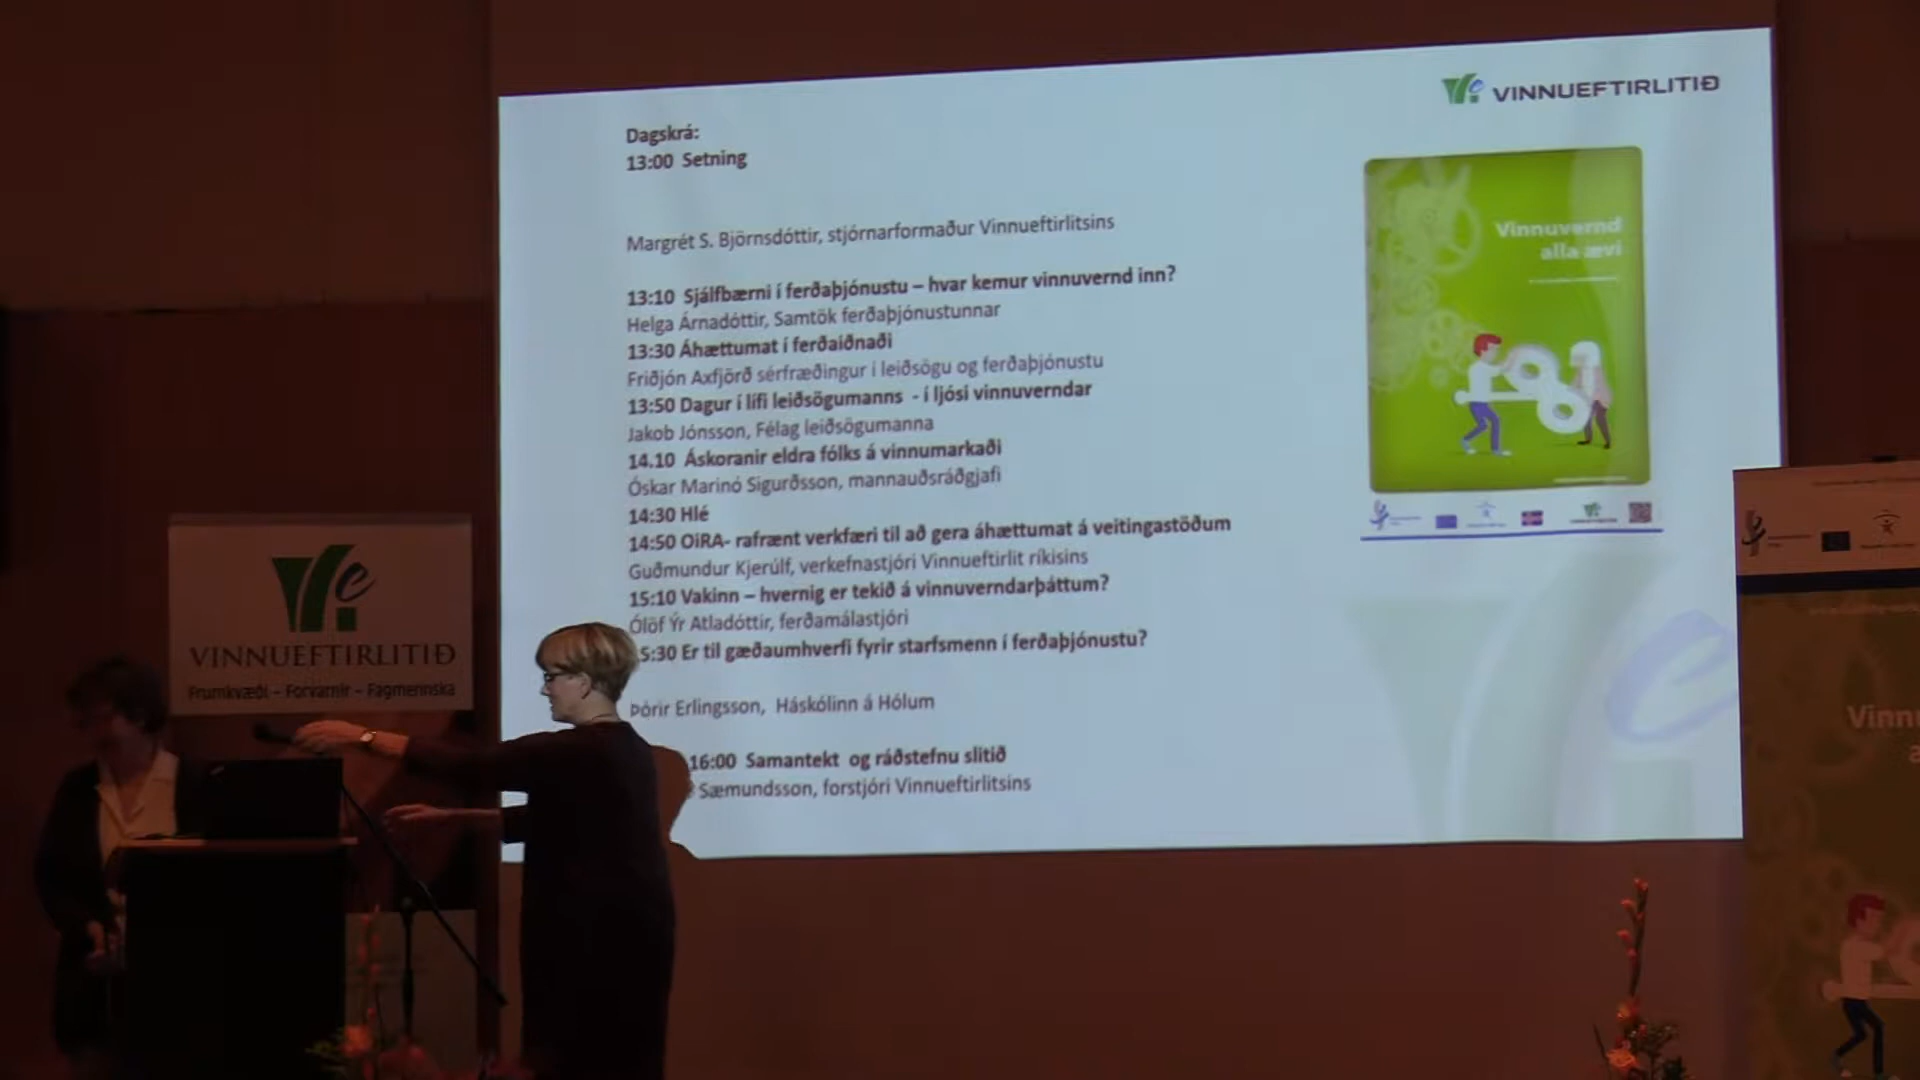 VINNUEFTIRLITIÐ
Dagskrá:
13:00 Setning
Margrét S. Björnsdóttir, stjórnarformaður Vinnueftirlitsins
13:10 Sjálfbærni í ferðaþjónustu – hvar kemur vinnuvernd inn?
Helga Árnadóttir, Samtök ferðaþjónustunnar
13:30 Áhættumat í ferðaiðnaði
Friðjón Axfjörð sérfræðingur í leiðsögu og ferðaþjónustu
13:50 Dagur í lífi leiðsögumanns - í ljósi vinnuverndar
Jakob Jónsson, Félag leiðsögumanna
14.10 Áskoranir eldra fólks á vinnumarkaði
Óskar Marinó Sigurðsson, mannauðsráðgjafi
14:30 Hlé
14:50 OiRA- rafrænt verkfæri til að gera áhættumat á veitingastöðum
Guðmundur Kjerúlf, verkefnastjóri Vinnueftirlit ríkisins
15:10 Vakinn – hvernig er tekið á vinnuverndarþáttum?
Ólöf Ýr Atladóttir, ferðamálastjóri
5:30 Er til gæðaumhverfi fyrir starfsmenn í ferðaþjónustu?
Þórir Erlingsson, Háskólinn á Hólum
16:00 Samantekt og ráðstefnu slitið
Sæmundsson, forstjóri Vinnueftirlitsins
Vinnuvernd
alla ævi
VINNUEFTIRLITIÐ
Frumkvæði – Forvarnir – Fagmennska
Vinn